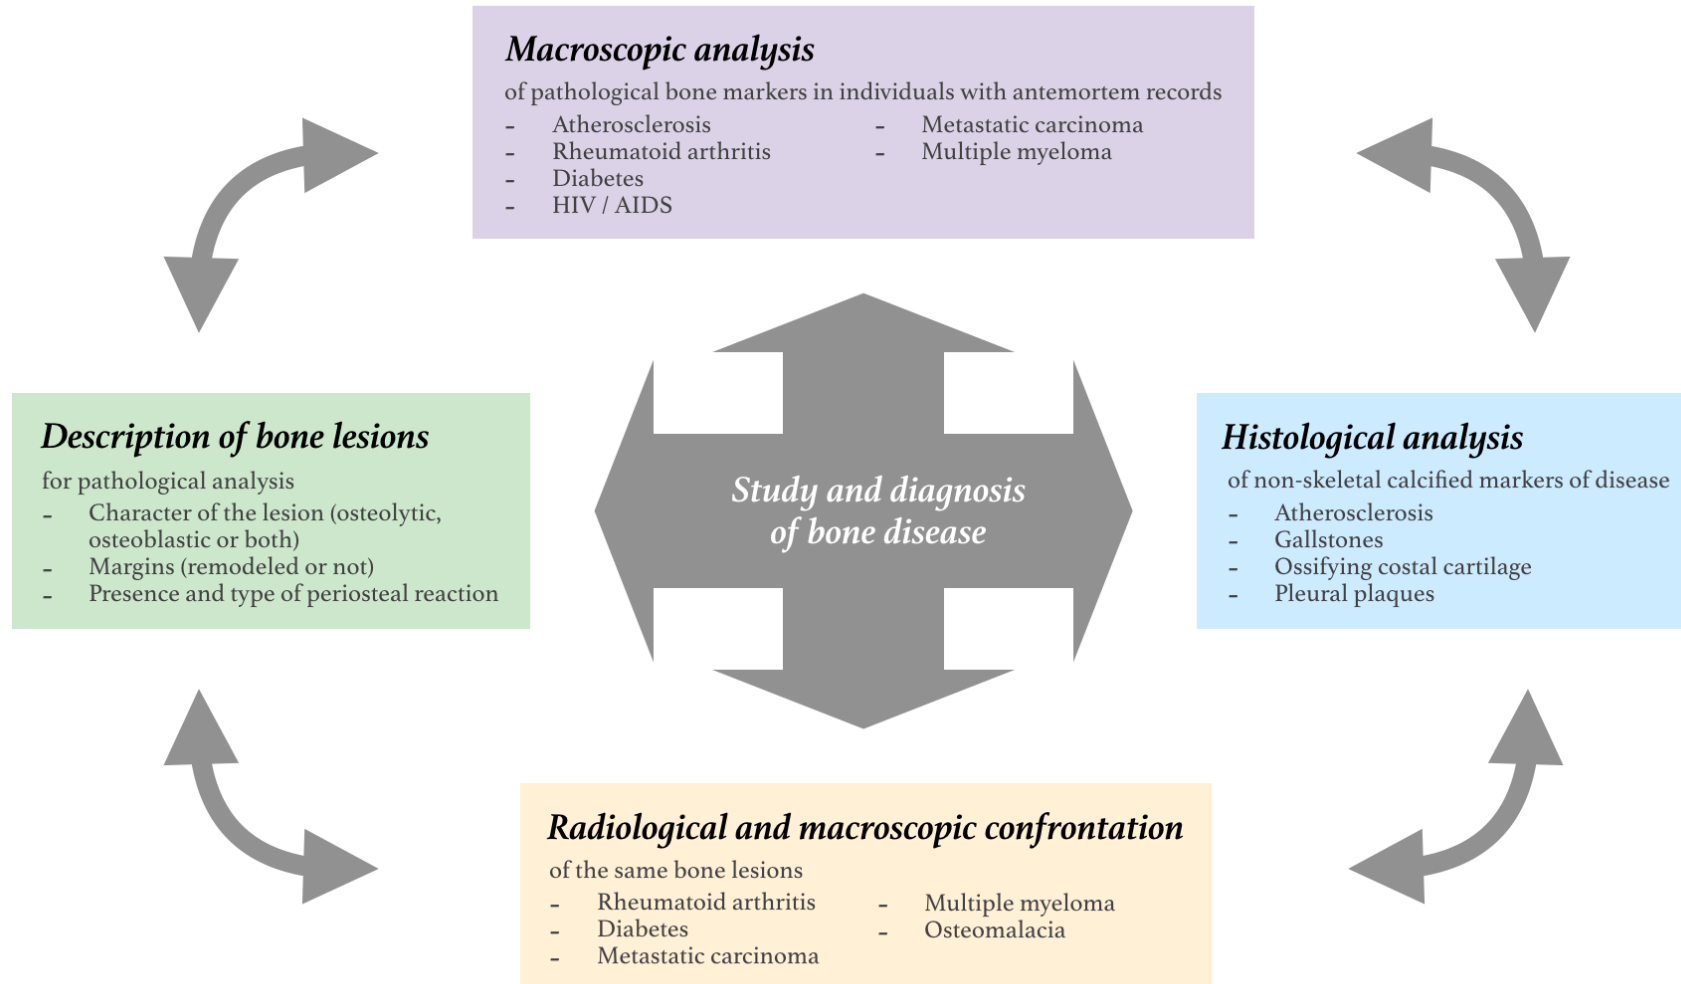 Macroscopic analysis
of pathological bone markers in individuals with antemortem records
- Atherosclerosis
- Rheumatoid arthritis
- Diabetes
- HIV / AIDS
- Metastatic carcinoma
- Multiple myeloma
Description of bone lesions
for pathological analysis
- Character of the lesion (osteolytic,
osteoblastic or both)
- Margins (remodeled or not)
- Presence and type of periosteal reaction
Study and diagnosis
of bone disease
Histological analysis
of non-skeletal calcified markers of disease
- Atherosclerosis
- Gallstones
- Ossifying costal cartilage
- Pleural plaques
Radiological and macroscopic confrontation
of the same bone lesions
- Rheumatoid arthritis
- Diabetes
- Metastatic carcinoma
- Multiple myeloma
- Osteomalacia